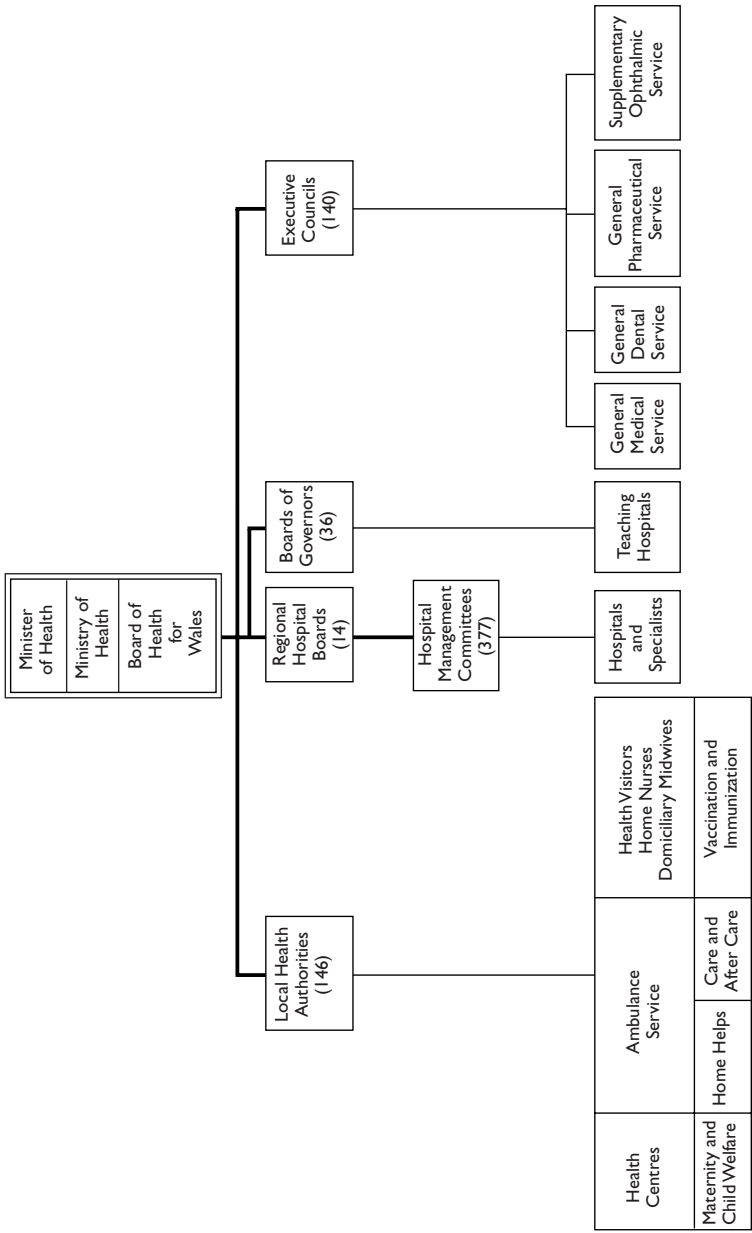 Minister
of Health
Ministry of
Health
Board of
Health
for
Wales
Local Health
Authorities
(146)
Regional
Hospital
Boards
(14)
Boards of
Governors
(36)
Executive
Councils
(140)
Hospital
Management
Committees
(377)
Health
Centres
Ambulance
Service
Health Visitors
Home Nurses
Domiciliary Midwives
Maternity and
Child Welfare
Home Helps
Care and
After Care
Vaccination and
Immunization
Hospitals
and
Specialists
Teaching
Hospitals
General
Medical
Service
General
Dental
Service
General
Pharmaceutical
Service
Supplementary
Ophthalmic
Service